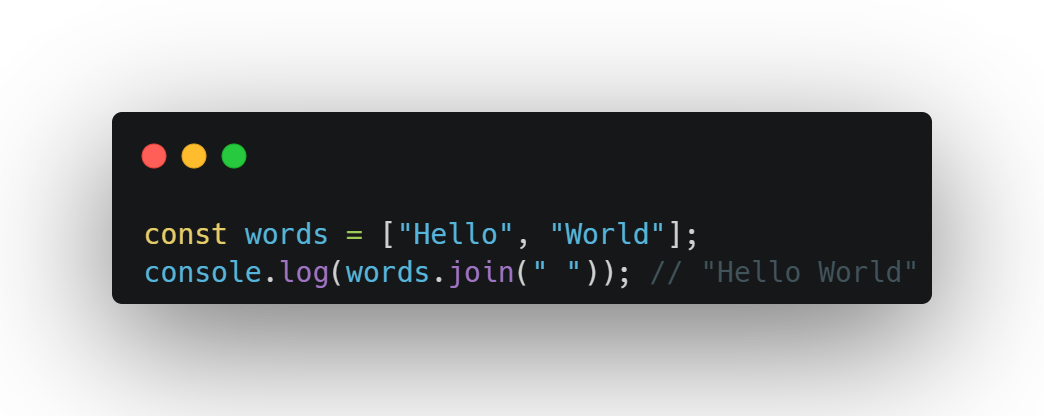 const words = ["Hello", "World"];
console.log(words.join(" ")); // "Hello World"